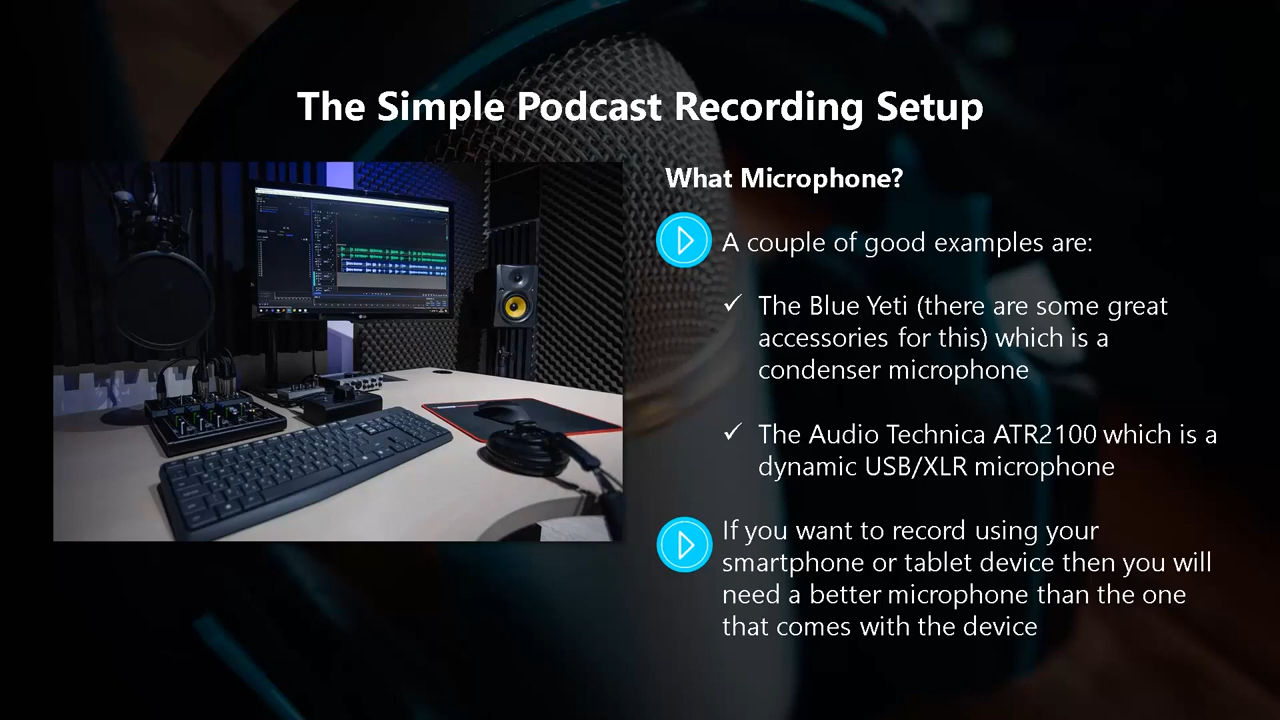 The Simple Podcast Recording Setup
What Microphone?
A couple of good examples are:
✓ The Blue Yeti (there are some great
accessories for this) which is a
condenser microphone
✓ The Audio Technica ATR2100 which is a
dynamic USB/XLR microphone
If you want to record using your
smartphone or tablet device then you will
need a better microphone than the one
that comes with the device